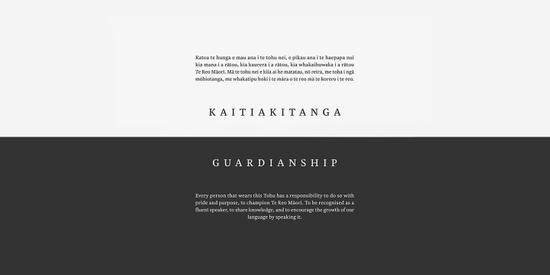 Katoa te hunga e mau ana i te tohu nei, e pikau ana i te haepapa nui
kia mana i a rātou, kia kaurera i a rātou, kia whakaihuwaka i a rātou
Te Reo Māori. Mā te tohu nei e kīia ai he matatau, nō reira, me toha i ngā
mōhiotanga, me whakatipu hoki i te māra o te reo mā te kōrero i te reo.
KAITIAKITANGA
GUARDIANSHIP
Every person that wears this Tohu has a responsibility to do so with
pride and purpose, to champion Te Reo Māori. To be recognised as a
fluent speaker, to share knowledge, and to encourage the growth of our
language by speaking it.